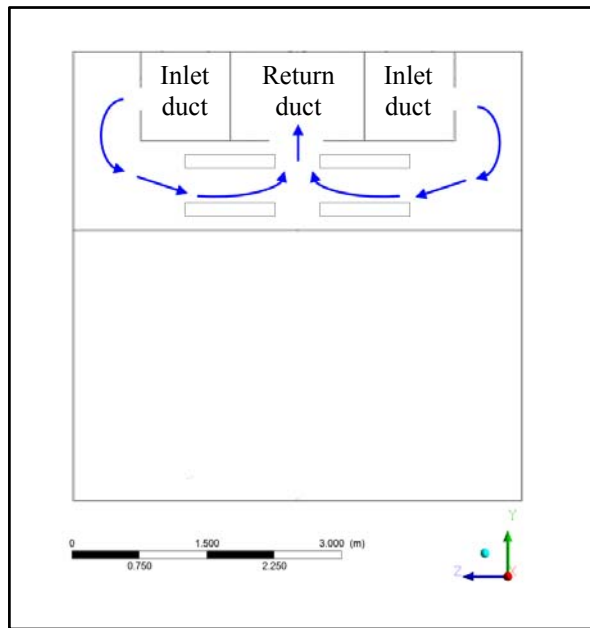 Inlet
duct
Return
duct
Inlet
duct
0 1.500 3.000 (m)
0.750 2.250
Y
Z